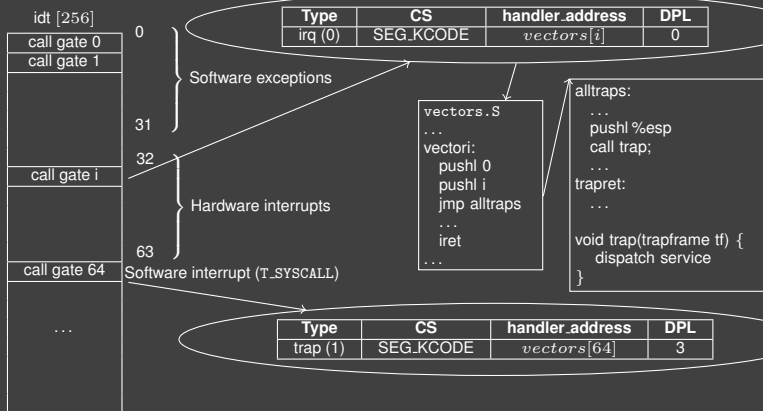 idt [256]
call gate 0
call gate 1
call gate i
call gate 64
...
0
Software exceptions
31
32
Hardware interrupts
63
Software interrupt (T_SYSCALL)
Type CS handler_address DPL
irq (0) SEG_KCODE vectors[i] 0
vectors.S
...
vectori:
pushl 0
pushl i
jmp alltraps
...
iret
...
alltraps:
...
pushl %esp
call trap;
...
trapret:
...
void trap(trapframe tf) {
dispatch service
}
Type CS handler_address DPL
trap (1) SEG_KCODE vectors[64] 3